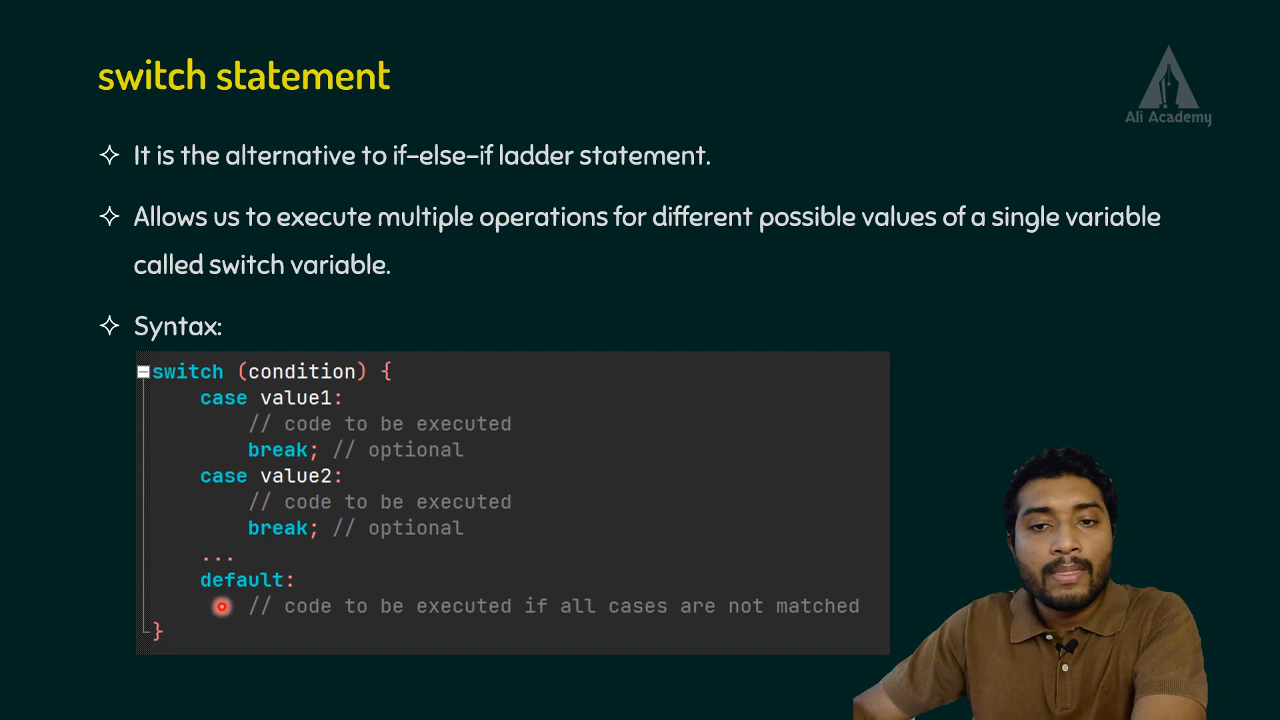 switch statement
Ali Academy
It is the alternative to if-else-if ladder statement.
Allows us to execute multiple operations for different possible values of a single variable
called switch variable.
Syntax:
switch (condition) {
case value1:
// code to be executed
break; // optional
case value2:
// code to be executed
break; // optional
...
default:
// code to be executed if all cases are not matched
}